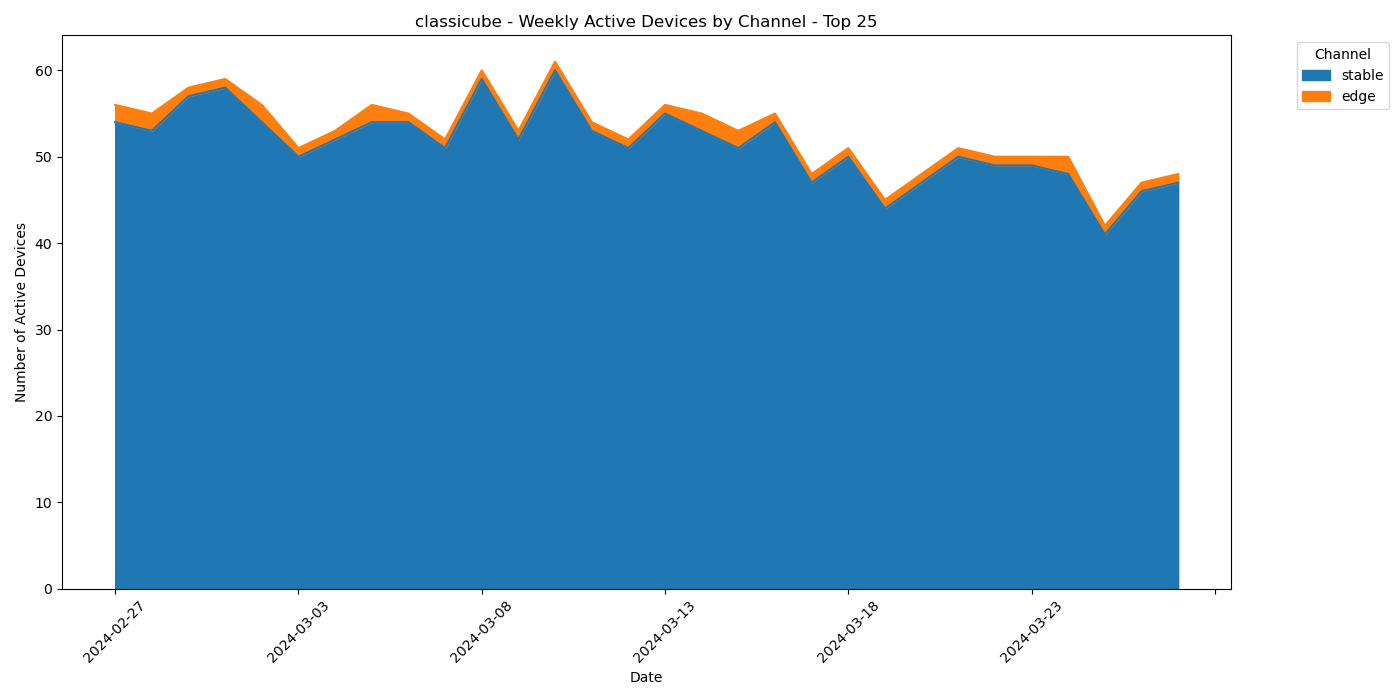 classicube - Weekly Active Devices by Channel - Top 25
Channel
stable
edge
Number of Active Devices
60
50
40
30
20
10
0
2024-02-27
2024-03-03
2024-03-08
2024-03-13
2024-03-18
2024-03-23
Date